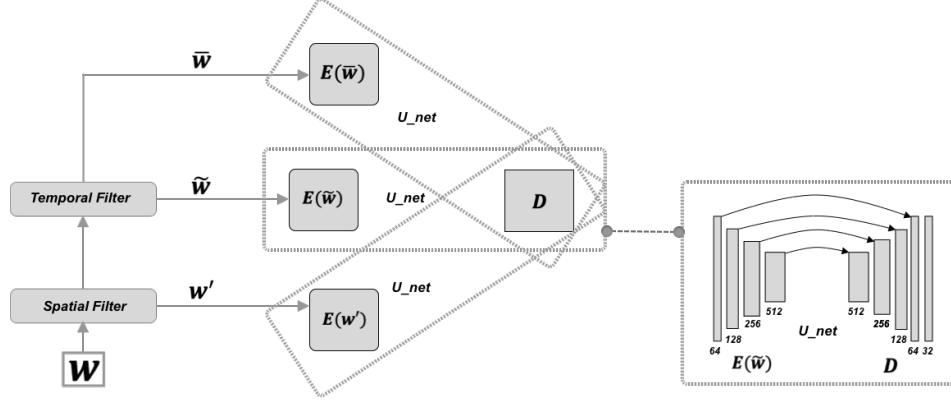 w̅
E(w̅)
U_net
Temporal Filter
w̃
E(w̃)
U_net
D
Spatial Filter
w′
U_net
E(w′)
w
64
128
256
512
U_net
512
256
128
64
32
E(w̃)
D